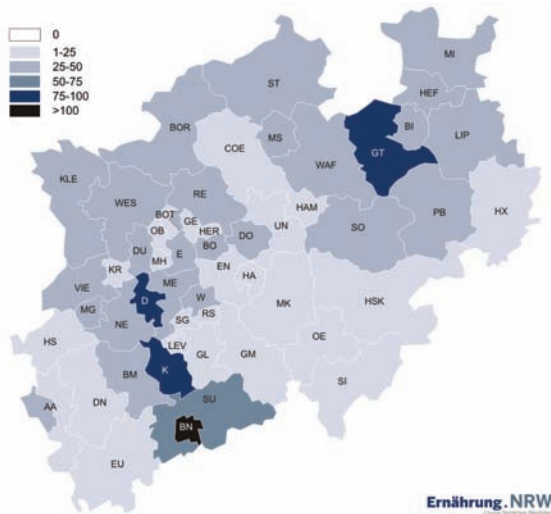 0
1-25
25-50
50-75
75-100
>100
MI
ST
HEF
BOR
MS
BI
LIP
COE
GT
WAF
KLE
RE
WES
HX
BOT
GE
HAM
PB
OB
HER
UN
SO
DU
E
BO
DO
MH
EN
KR
HA
VIE
ME
HSK
D
W
MK
MG
NE
RS
SG
OE
HS
LEV
GL
GM
BM
K
SI
AA
DN
SU
BN
EU
Ernährung.NRW